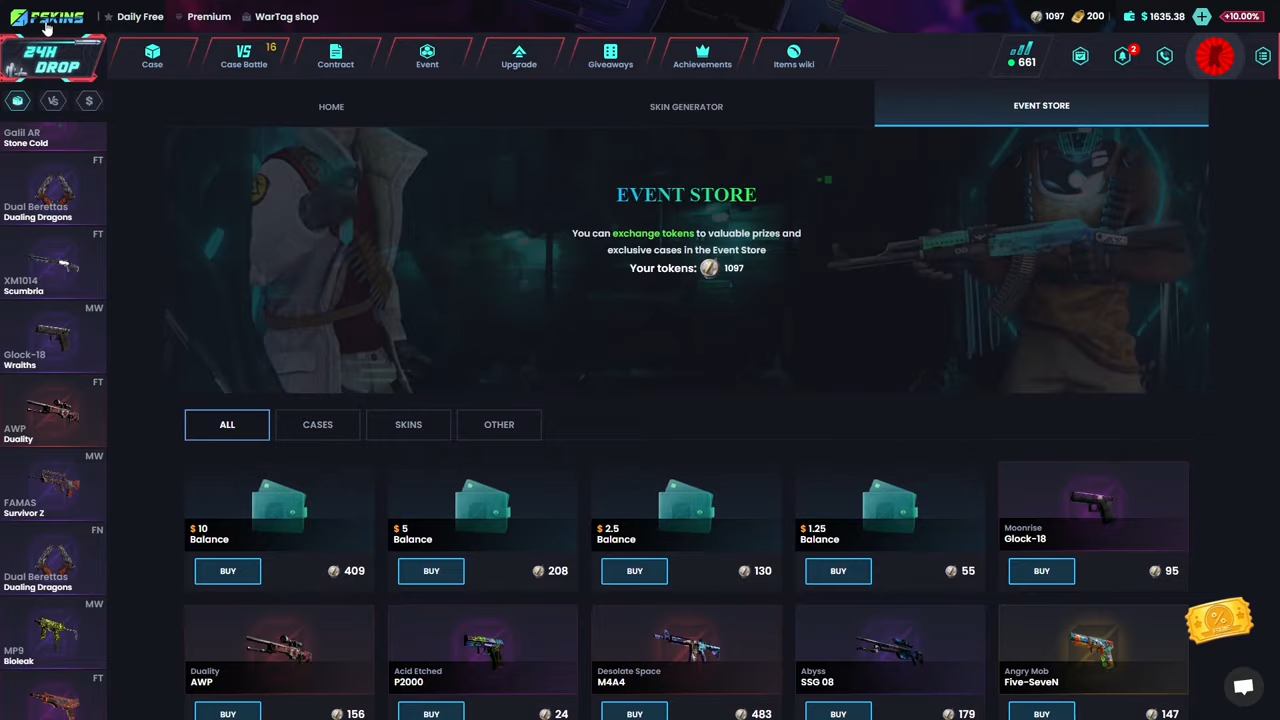 FSKINS
Daily Free
Premium
WarTag shop
1097
200
$ 1635.38
+10.00%
24H
DROP
Case
VS
Case Battle
16
Contract
Event
Upgrade
Giveaways
Achievements
Items wiki
661
2
VS
$
HOME
SKIN GENERATOR
EVENT STORE
Galil AR
Stone Cold
FT
Dual Berettas
Dualing Dragons
FT
XM1014
Scumbria
MW
Glock-18
Wraiths
FT
AWP
Duality
MW
FAMAS
Survivor Z
FN
Dual Berettas
Dualing Dragons
MW
MP9
Bioleak
FT
EVENT STORE
You can exchange tokens to valuable prizes and
exclusive cases in the Event Store
Your tokens: 1097
ALL
CASES
SKINS
OTHER
$ 10
Balance
BUY
409
$ 5
Balance
BUY
208
$ 2.5
Balance
BUY
130
$ 1.25
Balance
BUY
55
Moonrise
Glock-18
BUY
95
Duality
AWP
BUY
156
Acid Etched
P2000
BUY
24
Desolate Space
M4A4
BUY
483
Abyss
SSG 08
BUY
179
Angry Mob
Five-SeveN
BUY
147